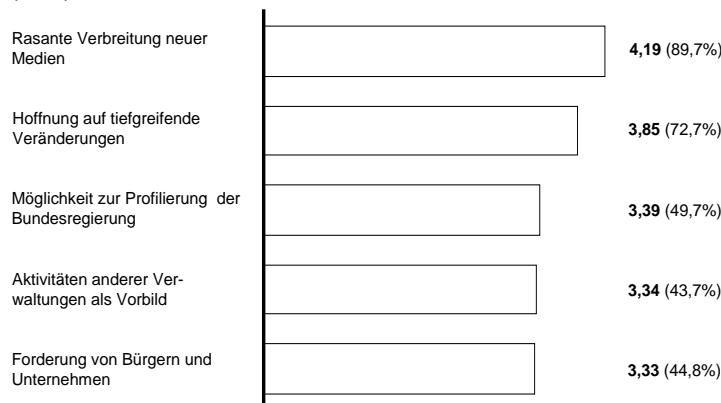 Rasante Verbreitung neuer
Medien
4,19 (89,7%)
Hoffnung auf tiefgreifende
Veränderungen
3,85 (72,7%)
Möglichkeit zur Profilierung der
Bundesregierung
3,39 (49,7%)
Aktivitäten anderer Ver-
waltungen als Vorbild
3,34 (43,7%)
Forderung von Bürgern und
Unternehmen
3,33 (44,8%)